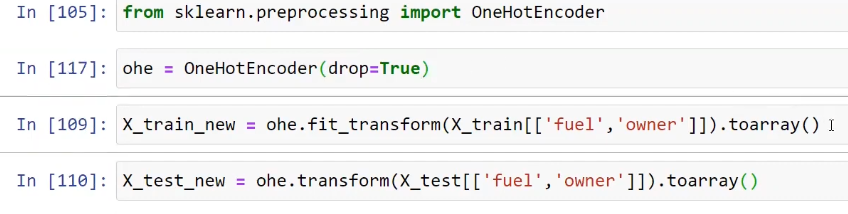 In [105]: from sklearn.preprocessing import OneHotEncoder
In [117]: ohe = OneHotEncoder(drop=True)
In [109]: X_train_new = ohe.fit_transform(X_train[['fuel','owner']]).toarray()
In [110]: X_test_new = ohe.transform(X_test[['fuel','owner']]).toarray()